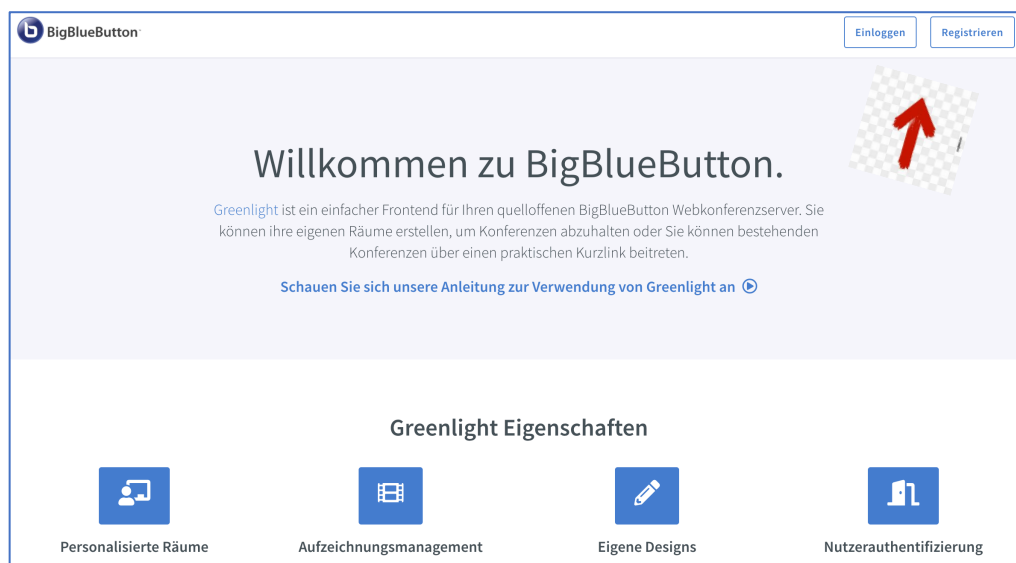 BigBlueButton
Einloggen
Registrieren
Willkommen zu BigBlueButton.
Greenlight ist ein einfacher Frontend für Ihren quelloffenen BigBlueButton Webkonferenzserver. Sie
können ihre eigenen Räume erstellen, um Konferenzen abzuhalten oder Sie können bestehenden
Konferenzen über einen praktischen Kurzlink beitreten.
Schauen Sie sich unsere Anleitung zur Verwendung von Greenlight an
Greenlight Eigenschaften
Personalisierte Räume
Aufzeichnungsmanagement
Eigene Designs
Nutzerauthentifizierung